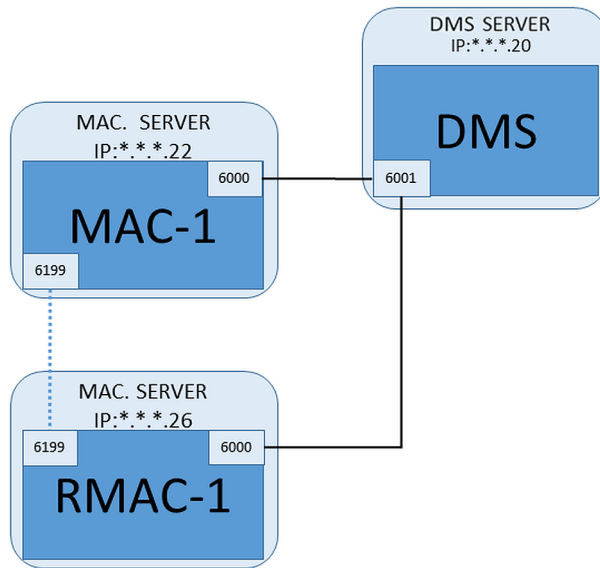 DMS SERVER
IP:*.*.*.20
DMS
6001
MAC. SERVER
IP:*.*.*.22
6000
MAC-1
6199
MAC. SERVER
IP:*.*.*.26
6199
6000
RMAC-1